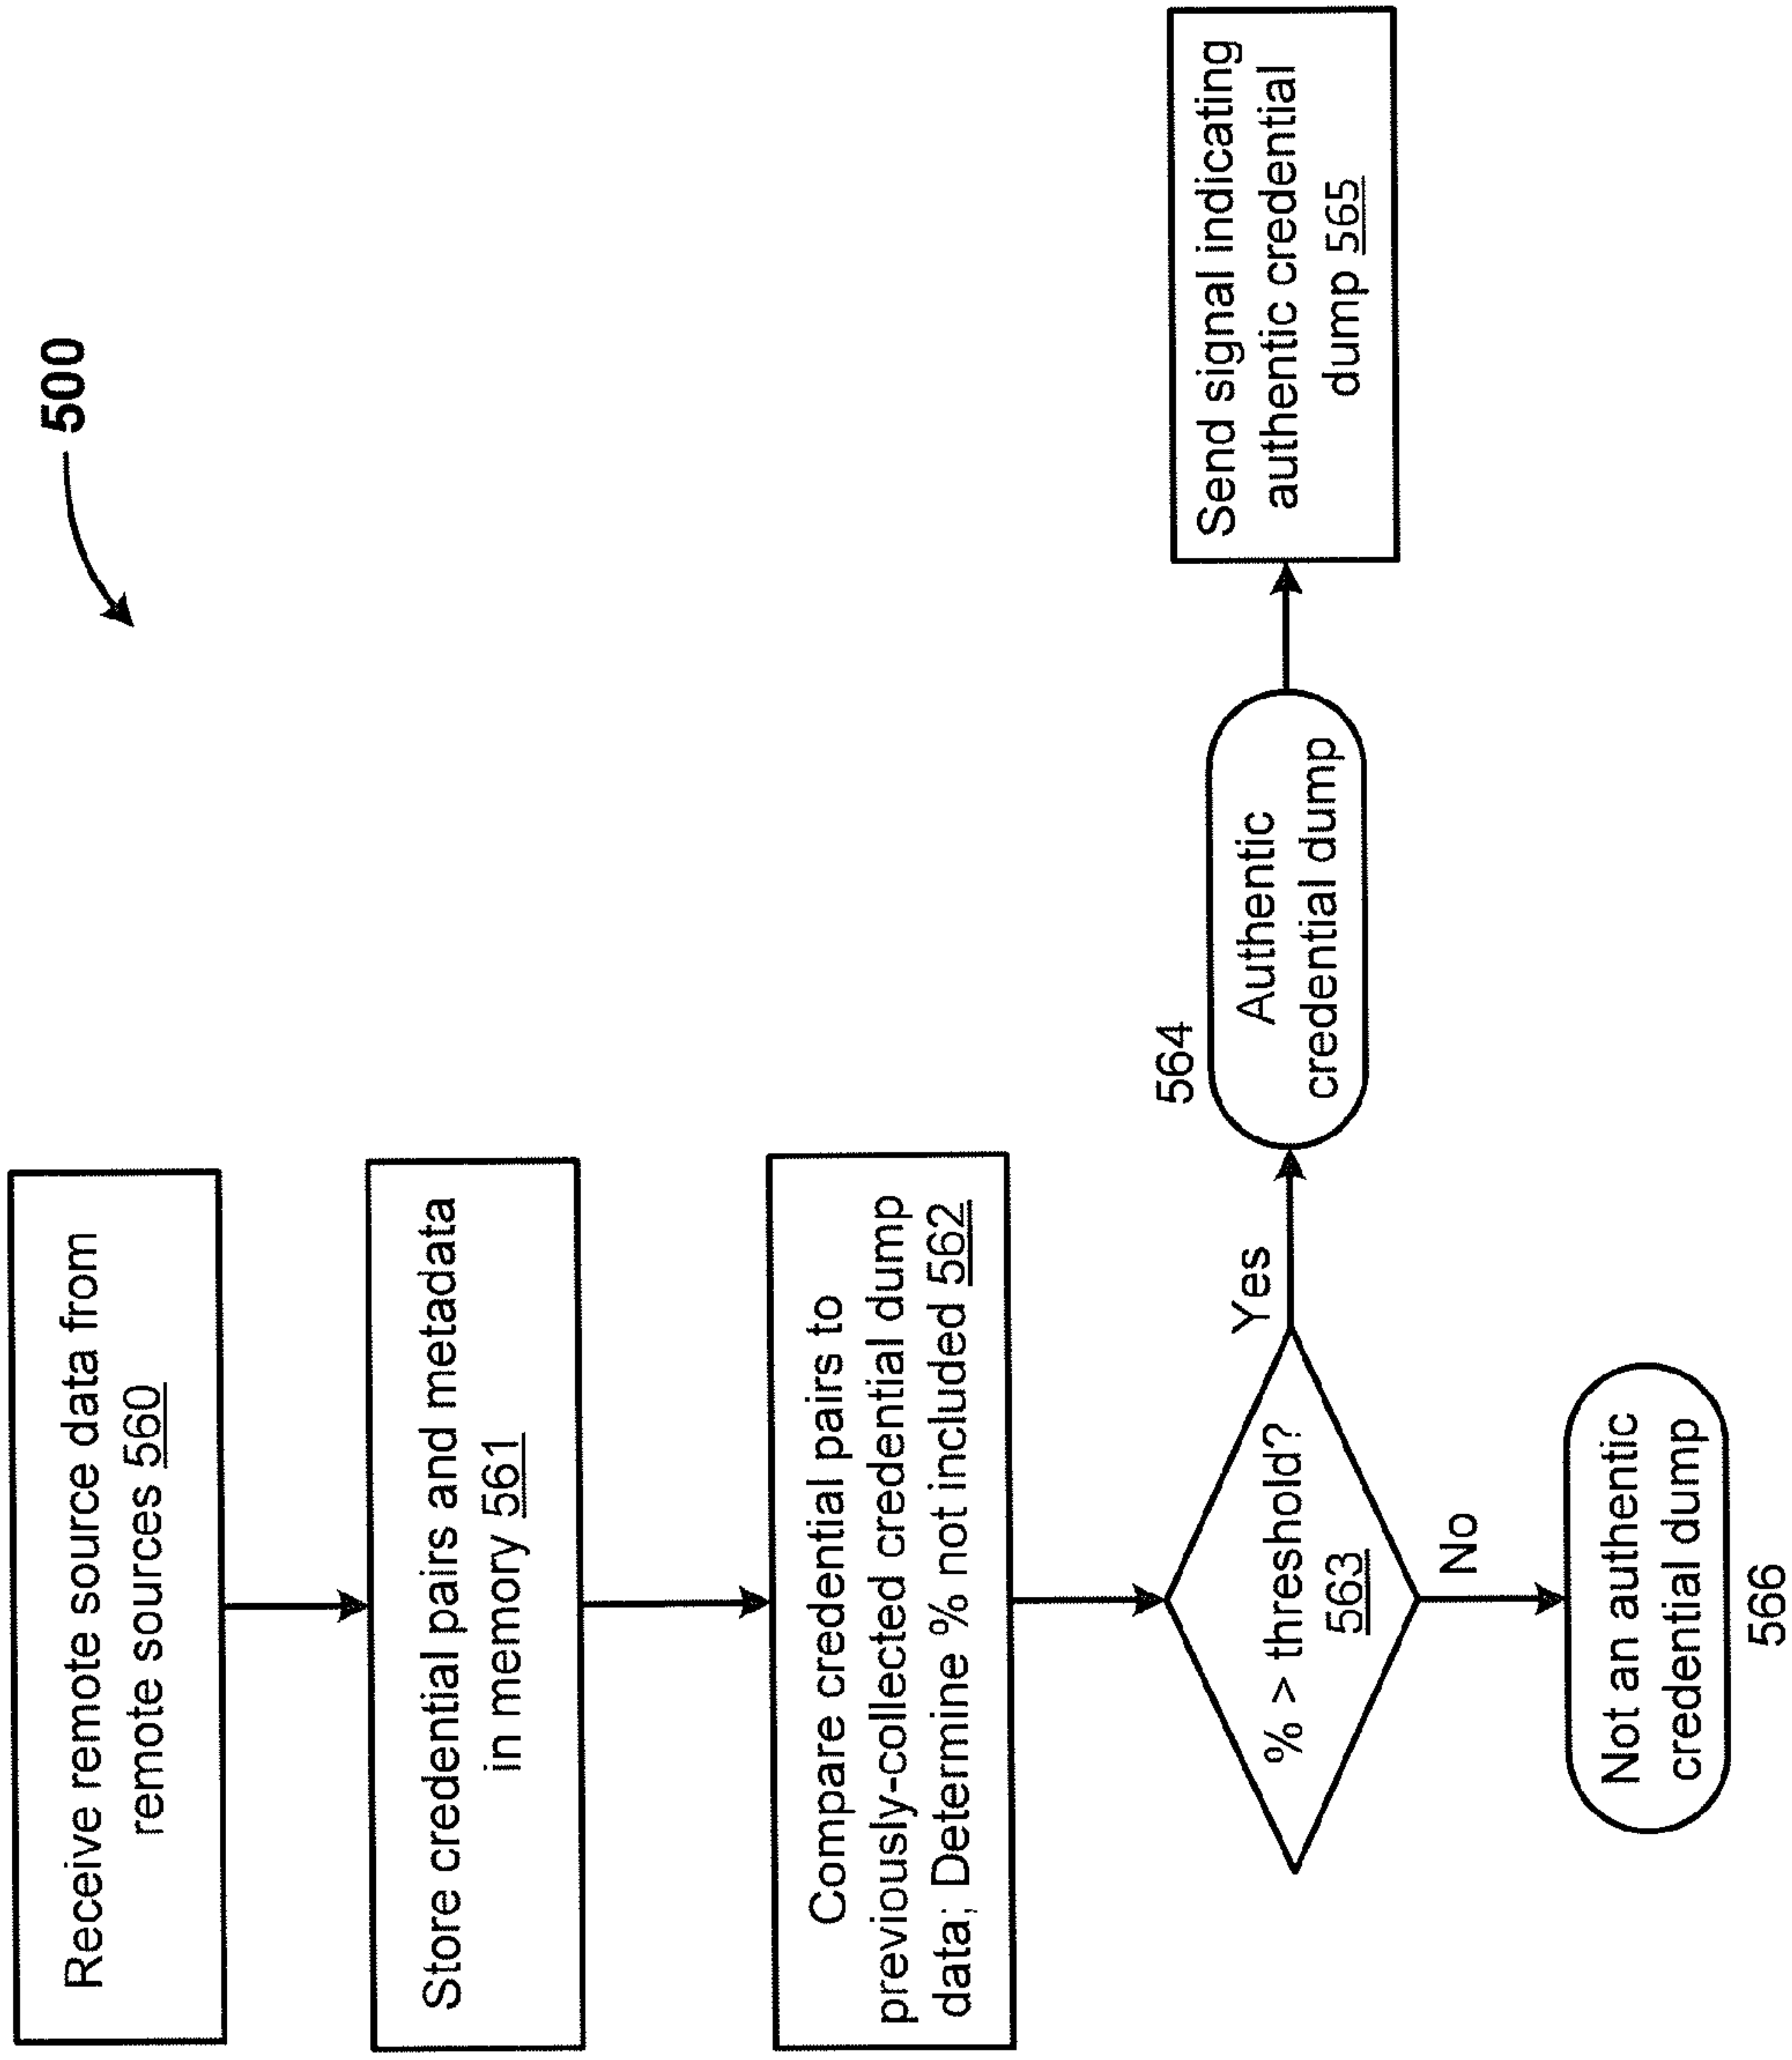 500
Receive remote source data from
remote sources 560
Store credential pairs and metadata
in memory 561
Compare credential pairs to
previously-collected credential dump
data; Determine % not included 562
% > threshold?
563
Yes
No
564
Authentic
credential dump
Send signal indicating
authentic credential
dump 565
Not an authentic
credential dump
566